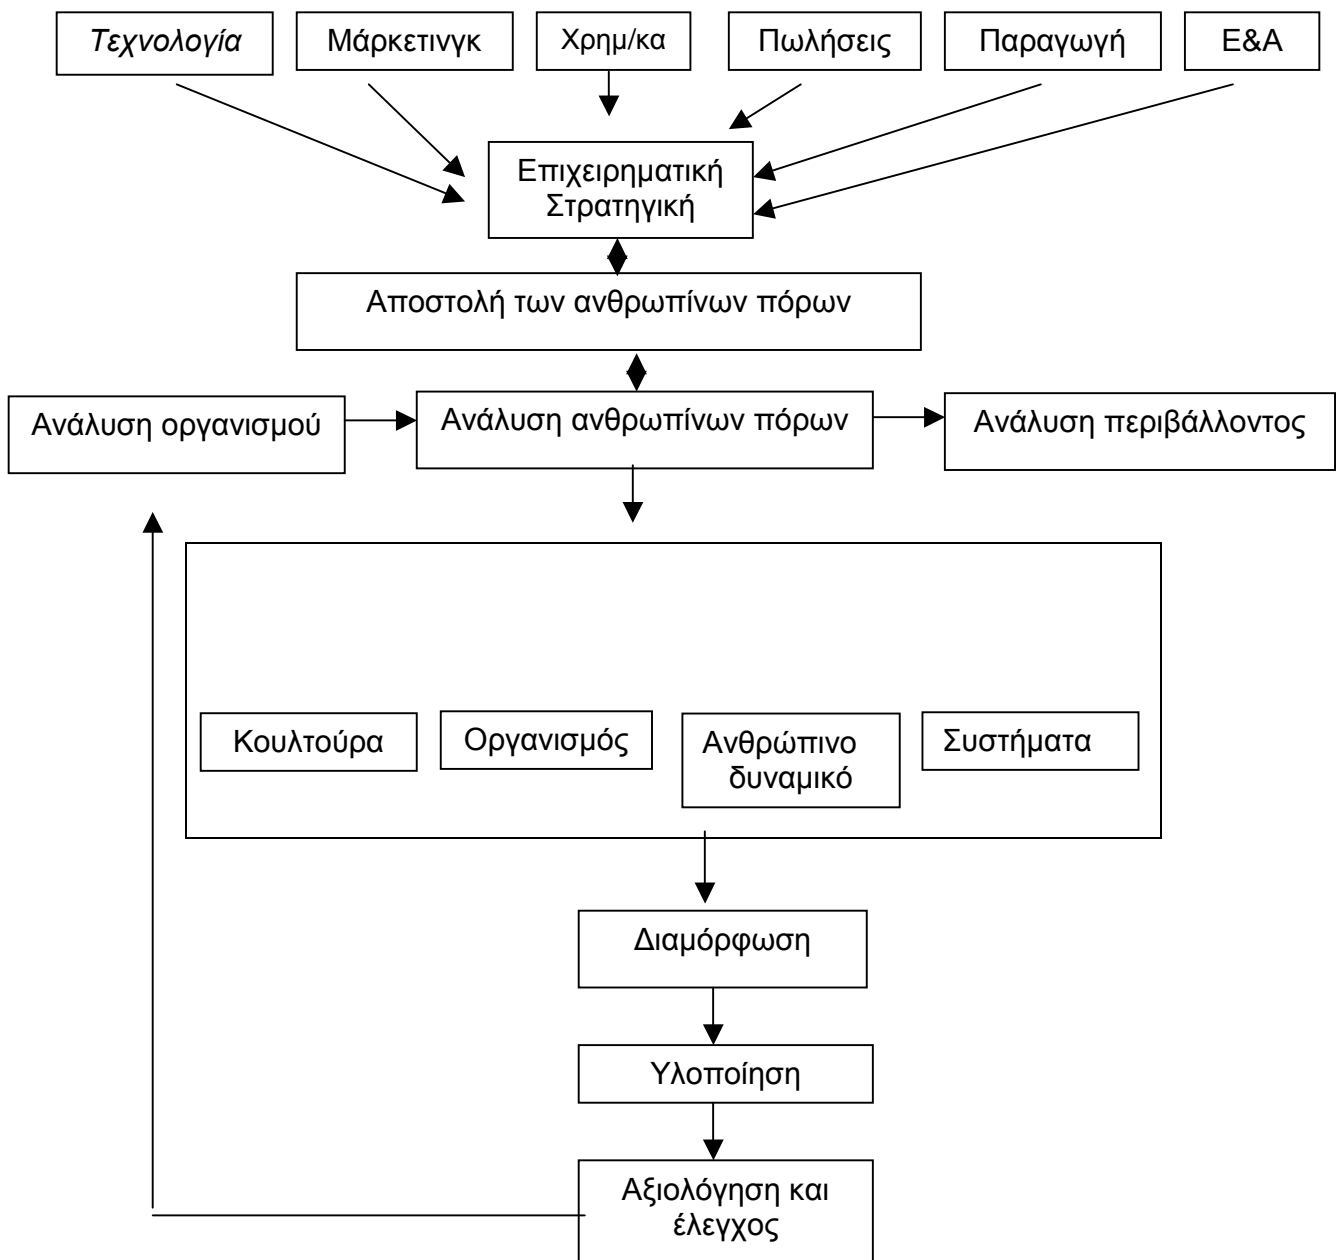 Τεχνολογία
Μάρκετινγκ
Χρημ/κα
Πωλήσεις
Παραγωγή
Ε&Α
Επιχειρηματική
Στρατηγική
Αποστολή των ανθρωπίνων πόρων
Ανάλυση οργανισμού
Ανάλυση ανθρωπίνων πόρων
Ανάλυση περιβάλλοντος
Κουλτούρα
Οργανισμός
Ανθρώπινο
δυναμικό
Συστήματα
Διαμόρφωση
Υλοποίηση
Αξιολόγηση και
έλεγχος